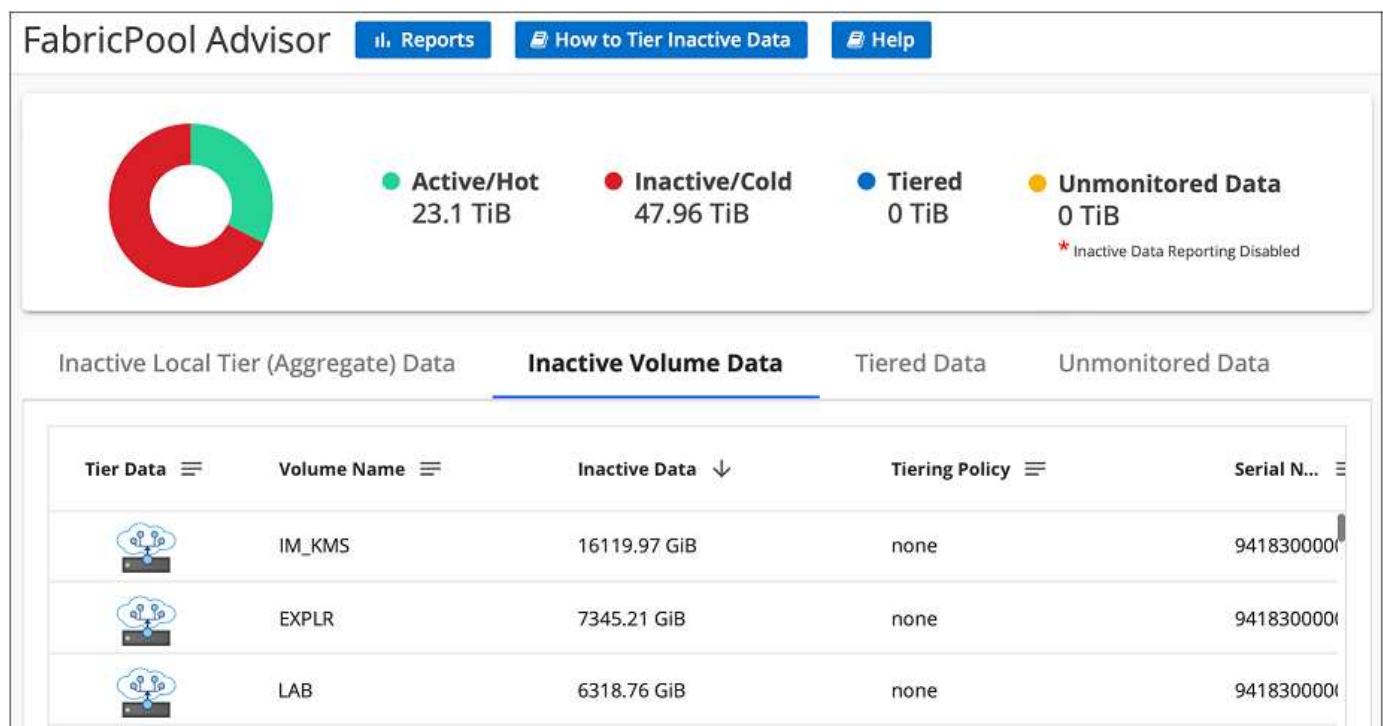 FabricPool Advisor Reports How to Tier Inactive Data Help
Active/Hot Inactive/Cold Tiered Unmonitored Data
23.1 TiB 47.96 TiB 0 TiB 0 TiB
* Inactive Data Reporting Disabled
Inactive Local Tier (Aggregate) Data Inactive Volume Data Tiered Data Unmonitored Data
Tier Data Volume Name Inactive Data Tiering Policy Serial N...
IM_KMS 16119.97 GiB none 9418300000
EXPLR 7345.21 GiB none 9418300000
LAB 6318.76 GiB none 9418300000